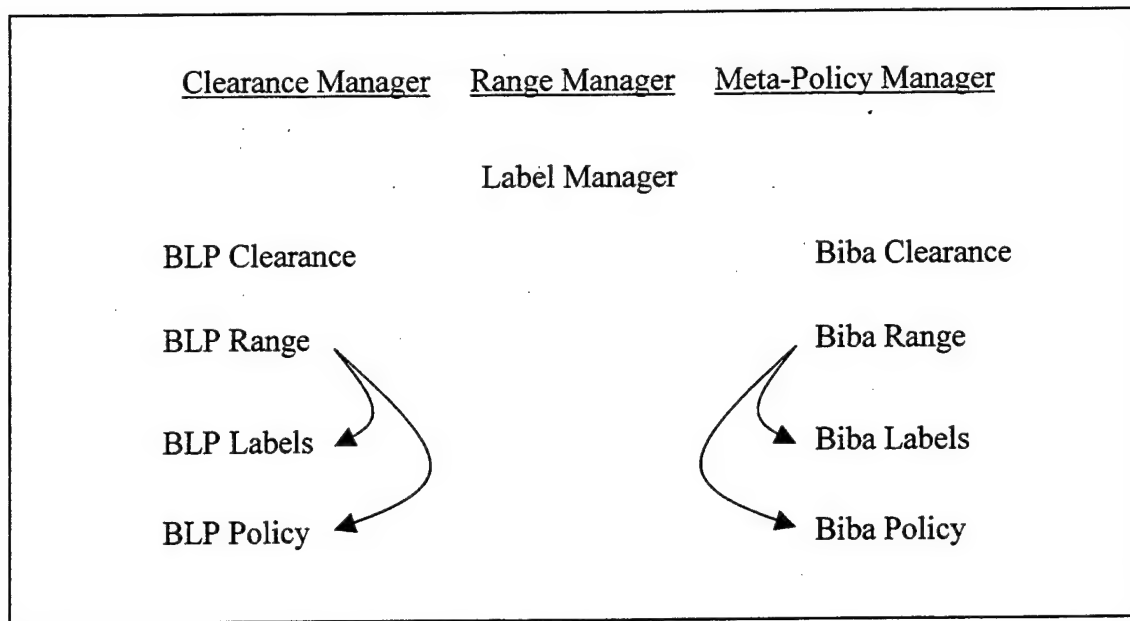 Clearance Manager Range Manager Meta-Policy Manager
Label Manager
BLP Clearance Biba Clearance
BLP Range Biba Range
BLP Labels Biba Labels
BLP Policy Biba Policy